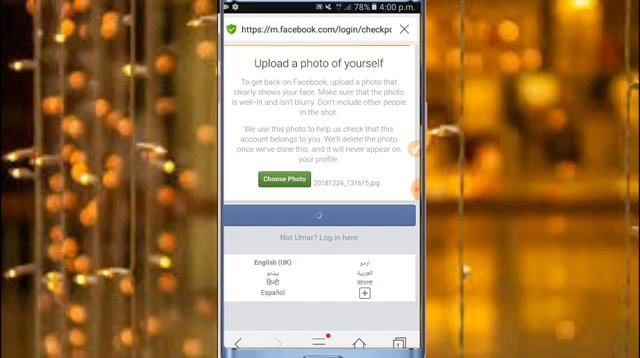 78% 4:00 p.m.
https://m.facebook.com/login/checkpo
Upload a photo of yourself
To get back on Facebook, upload a photo that
clearly shows your face. Make sure that the photo
is well-lit and isn't blurry. Don't include other people
in the shot.
We use this photo to help us check that this
account belongs to you. We'll delete the photo
once we've done this, and it will never appear on
your profile.
Choose Photo 20181224_131615.jpg
Not Umar? Log in here
English (UK) اردو
پښتو العربية
हिन्दी বাংলা
Español